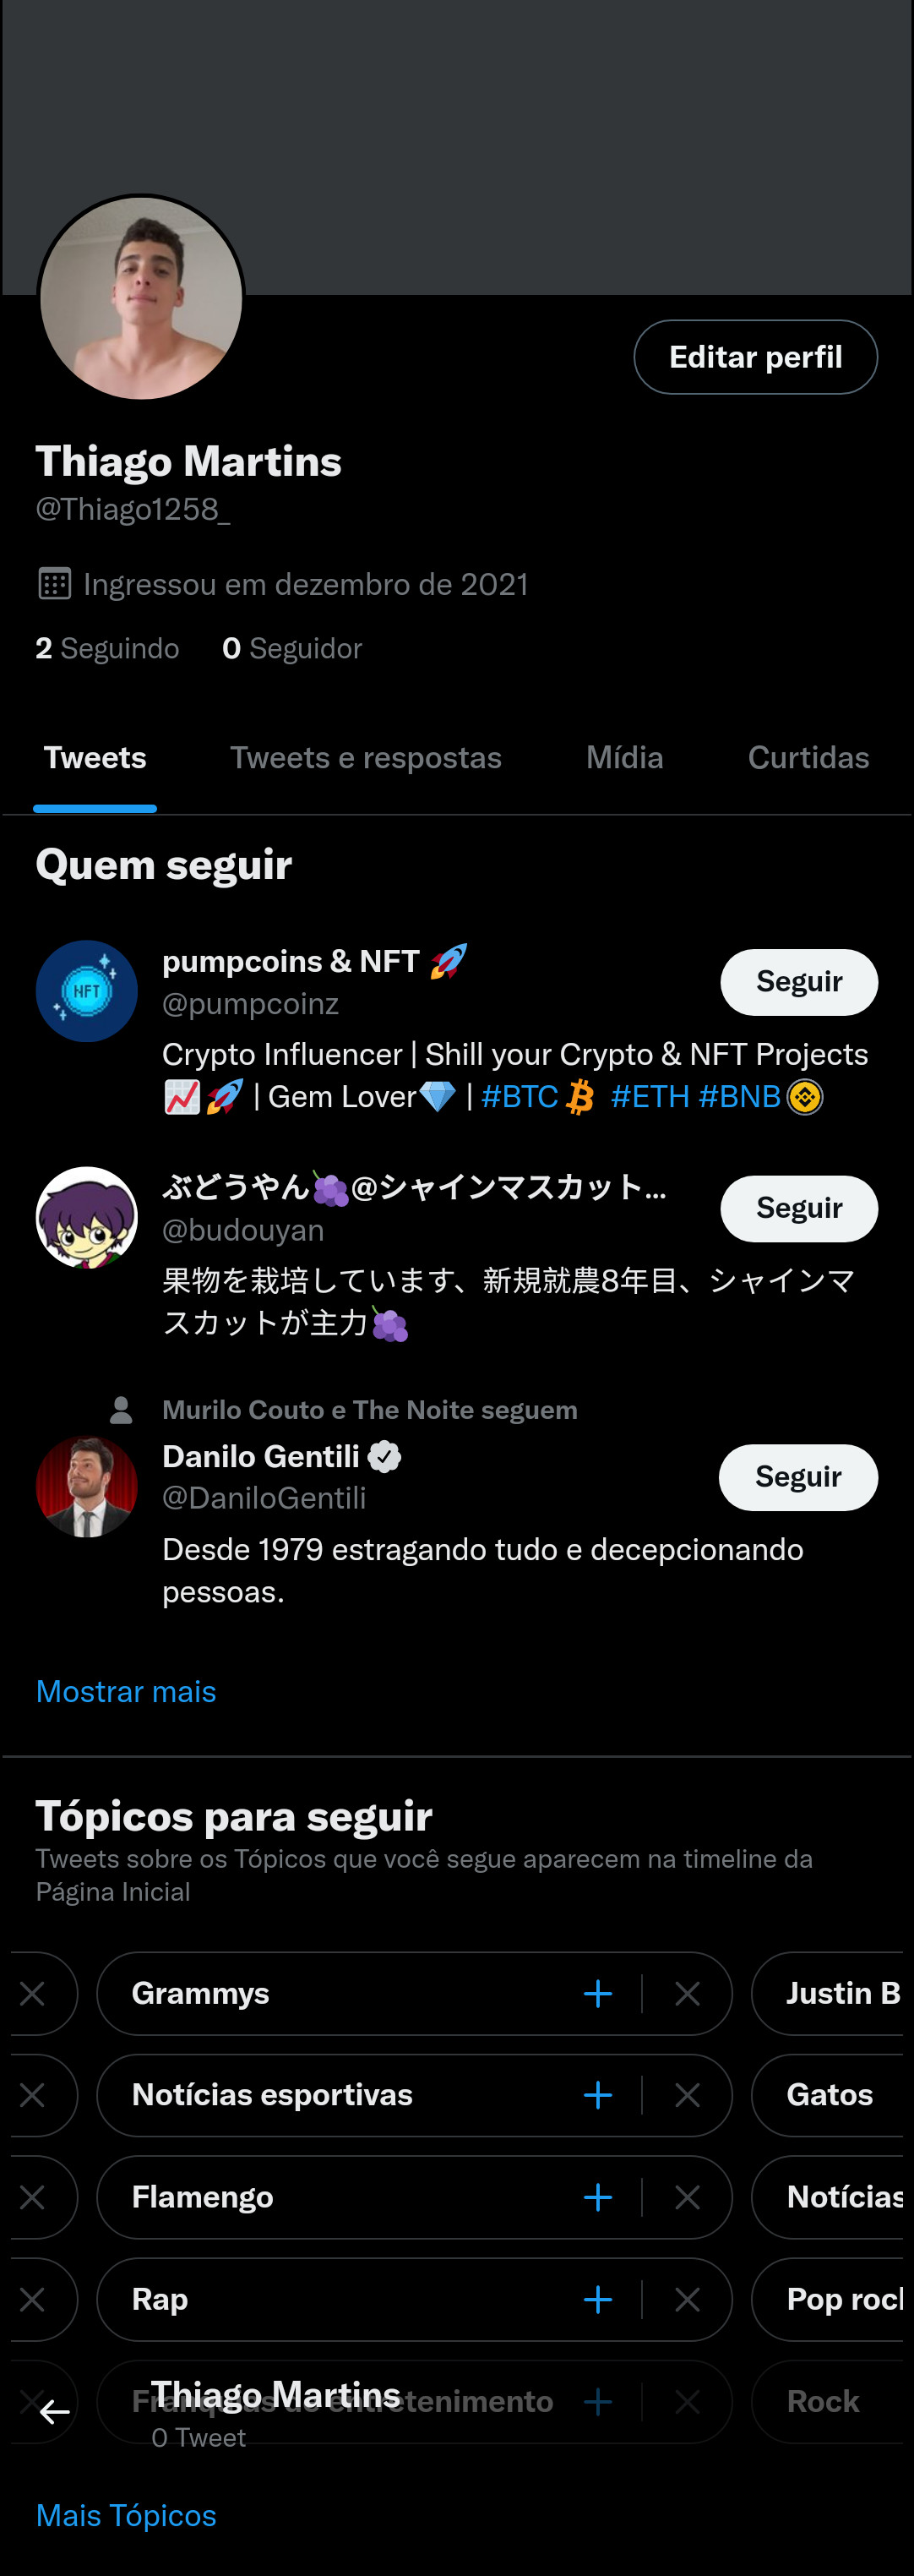 Editar perfil
Thiago Martins
@Thiago1258_
Ingressou em dezembro de 2021
2 Seguindo 0 Seguidor
Tweets Tweets e respostas Mídia Curtidas
Quem seguir
NFT
pumpcoins & NFT 🚀
@pumpcoinz
Seguir
Crypto Influencer | Shill your Crypto & NFT Projects
📈🚀 | Gem Lover💎 | #BTC #ETH #BNB
ぶどうやん🍇@シャインマスカット...
@budouyan
Seguir
果物を栽培しています、新規就農8年目、シャインマ
スカットが主力🍇
Murilo Couto e The Noite seguem
Danilo Gentili
@DaniloGentili
Seguir
Desde 1979 estragando tudo e decepcionando
pessoas.
Mostrar mais
Tópicos para seguir
Tweets sobre os Tópicos que você segue aparecem na timeline da
Página Inicial
Grammys Justin B
Notícias esportivas Gatos
Flamengo Notícias
Rap Pop rock
Thiago Martins
entretenimento Rock
0 Tweet
Mais Tópicos